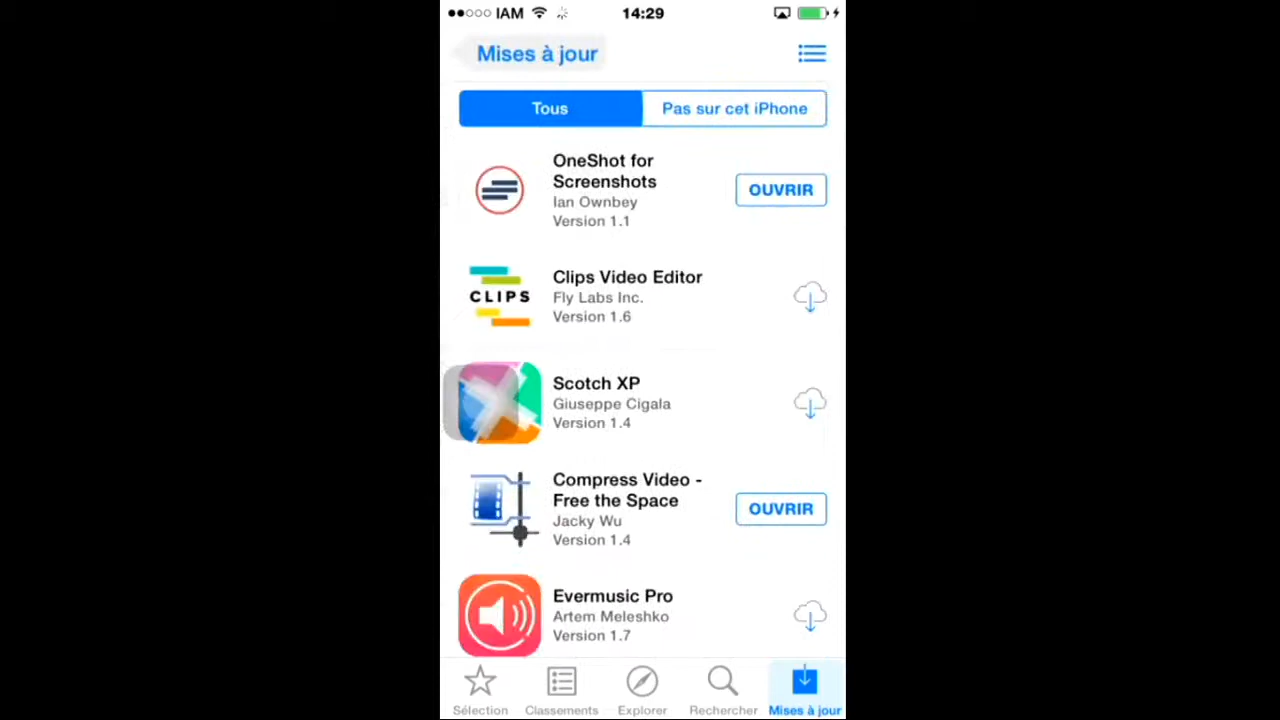 IAM 14:29
Mises à jour
Tous Pas sur cet iPhone
OneShot for
Screenshots
Ian Ownbey
Version 1.1
OUVRIR
CLIPS
Clips Video Editor
Fly Labs Inc.
Version 1.6
Scotch XP
Giuseppe Cigala
Version 1.4
Compress Video -
Free the Space
Jacky Wu
Version 1.4
OUVRIR
Evermusic Pro
Artem Meleshko
Version 1.7
Sélection Classements Explorer Rechercher Mises à jour